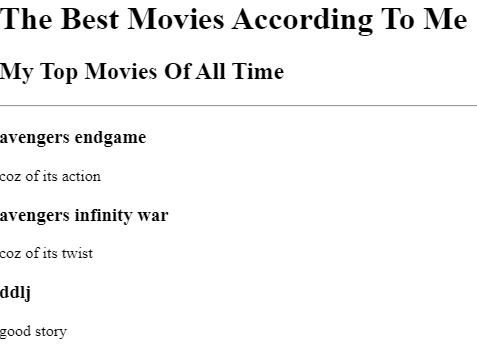 The Best Movies According To Me
My Top Movies Of All Time
avengers endgame
coz of its action
avengers infinity war
coz of its twist
ddlj
good story